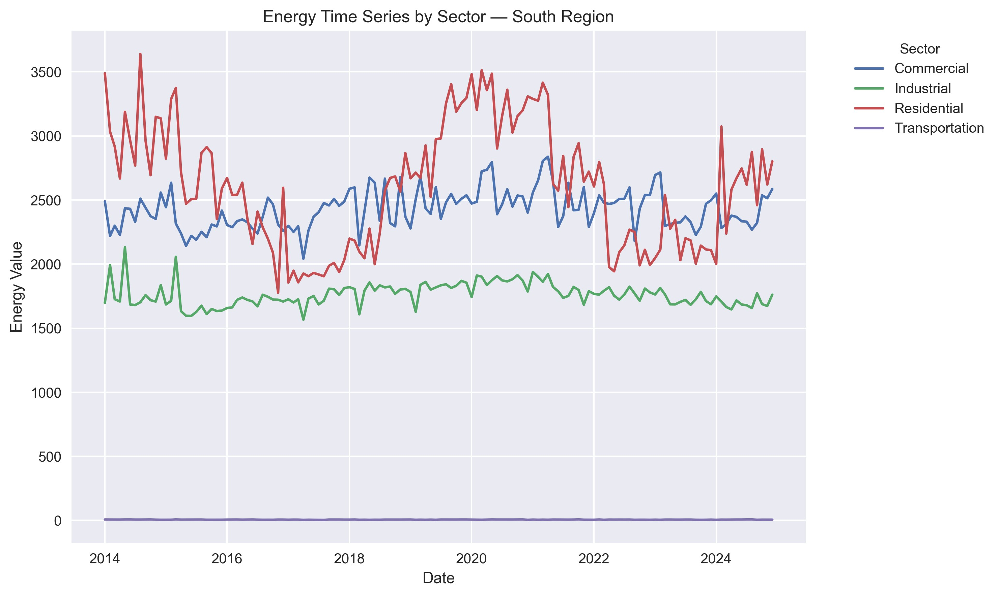 Energy Time Series by Sector — South Region
Sector
Commercial
Industrial
Residential
Transportation
3500
3000
2500
2000
1500
1000
500
0
Energy Value
2014 2016 2018 2020 2022 2024
Date